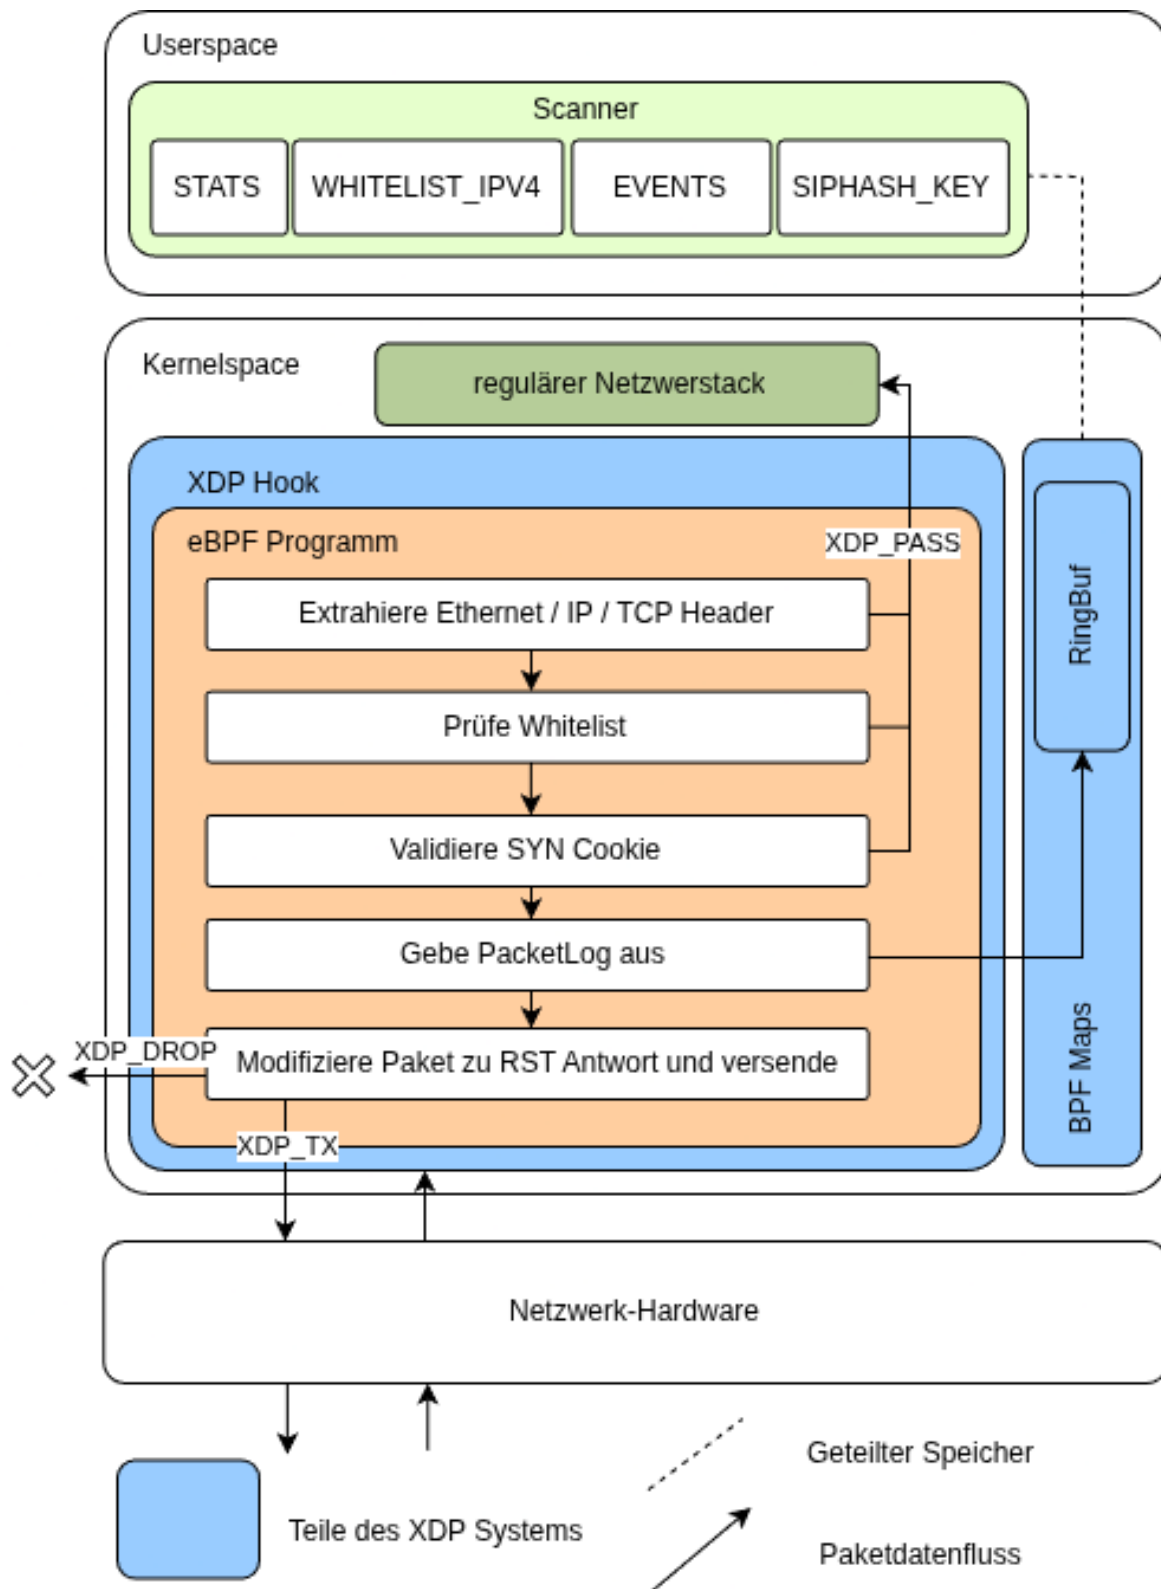 Userspace
Scanner
STATS
WHITELIST_IPV4
EVENTS
SIPHASH_KEY
Kernelspace
regulärer Netzwerstack
XDP Hook
eBPF Programm
XDP_PASS
Extrahiere Ethernet / IP / TCP Header
RingBuf
Prüfe Whitelist
Validiere SYN Cookie
Gebe PacketLog aus
BPF Maps
XDP_DROP
Modifiziere Paket zu RST Antwort und versende
XDP_TX
Netzwerk-Hardware
Geteilter Speicher
Teile des XDP Systems
Paketdatenfluss